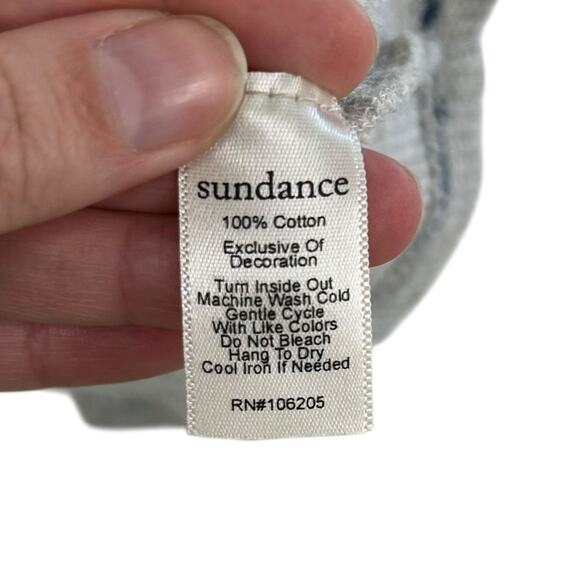 sundance
100% Cotton
Exclusive Of
Decoration
Turn Inside Out
Machine Wash Cold
Gentle Cycle
With Like Colors
Do Not Bleach
Hang To Dry
Cool Iron If Needed
RN#106205